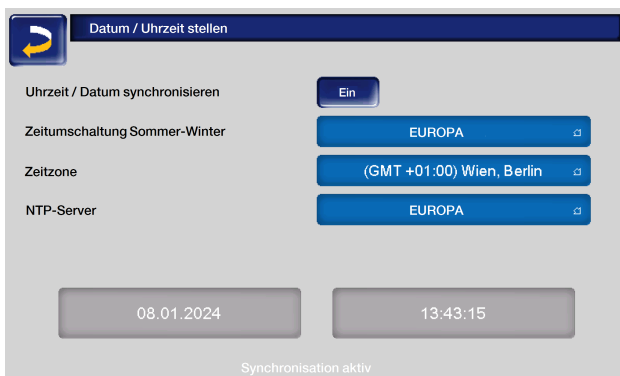 Datum / Uhrzeit stellen
Uhrzeit / Datum synchronisieren Ein
Zeitumschaltung Sommer-Winter EUROPA
Zeitzone (GMT +01:00) Wien, Berlin
NTP-Server EUROPA
08.01.2024 13:43:15
Synchronisation aktiv